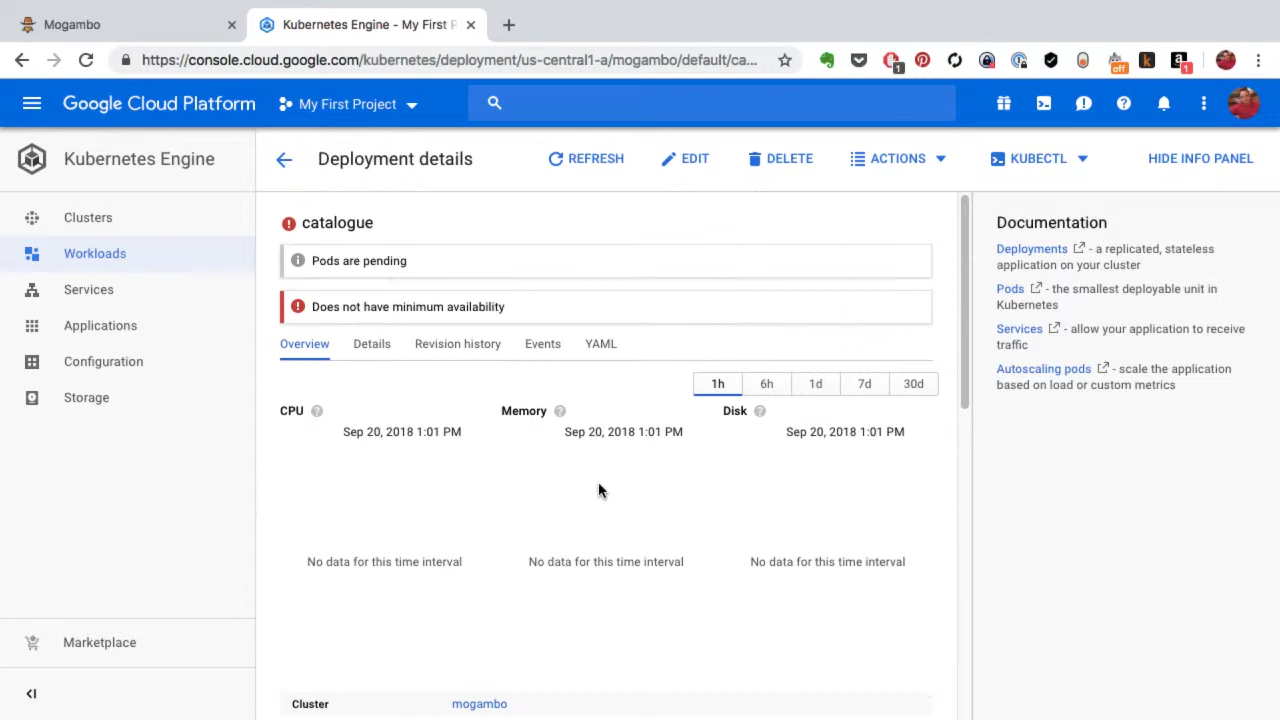 Mogambo
Kubernetes Engine - My First P
https://console.cloud.google.com/kubernetes/deployment/us-central1-a/mogambo/default/ca...
1
off
k
a
1
Google Cloud Platform
My First Project
Kubernetes Engine
Deployment details
REFRESH
EDIT
DELETE
ACTIONS
KUBECTL
HIDE INFO PANEL
Clusters
Workloads
Services
Applications
Configuration
Storage
Marketplace
catalogue
Pods are pending
Does not have minimum availability
Overview Details Revision history Events YAML
1h 6h 1d 7d 30d
CPU
Sep 20, 2018 1:01 PM
No data for this time interval
Memory
Sep 20, 2018 1:01 PM
No data for this time interval
Disk
Sep 20, 2018 1:01 PM
No data for this time interval
Cluster mogambo
Documentation
Deployments - a replicated, stateless
application on your cluster
Pods - the smallest deployable unit in
Kubernetes
Services - allow your application to receive
traffic
Autoscaling pods - scale the application
based on load or custom metrics